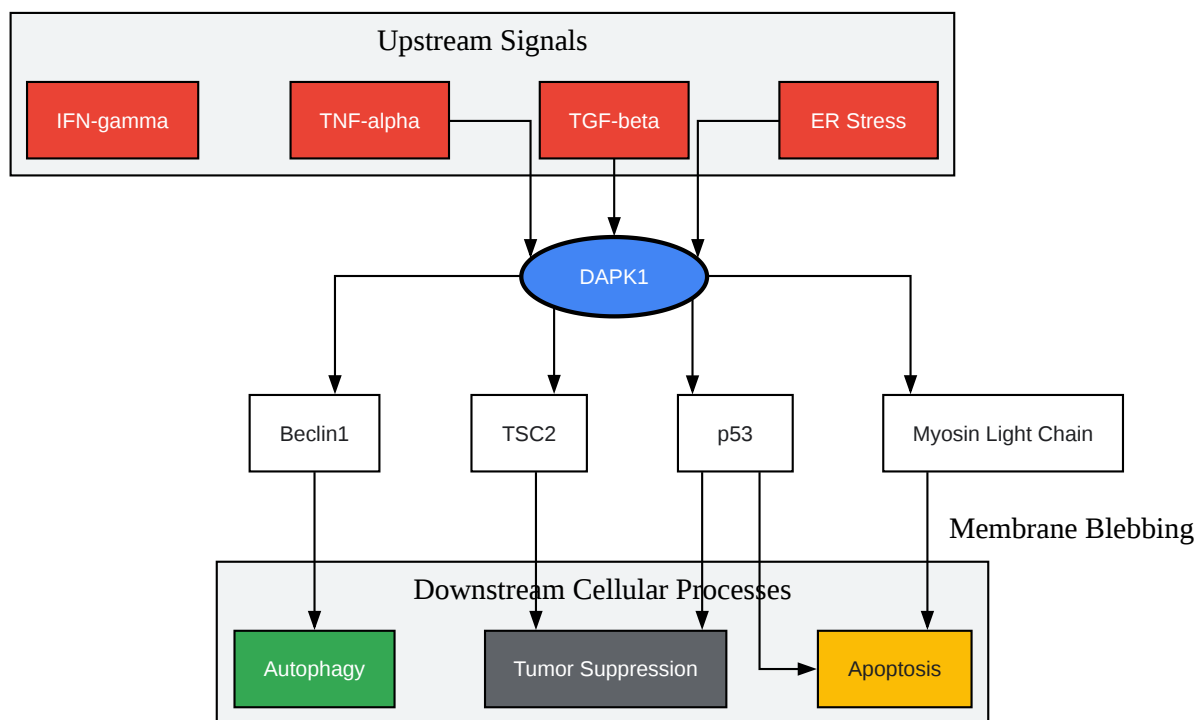 Upstream Signals
IFN-gamma
TNF-alpha
TGF-beta
ER Stress
DAPK1
Beclin1
TSC2
p53
Myosin Light Chain
Membrane Blebbing
Downstream Cellular Processes
Autophagy
Tumor Suppression
Apoptosis